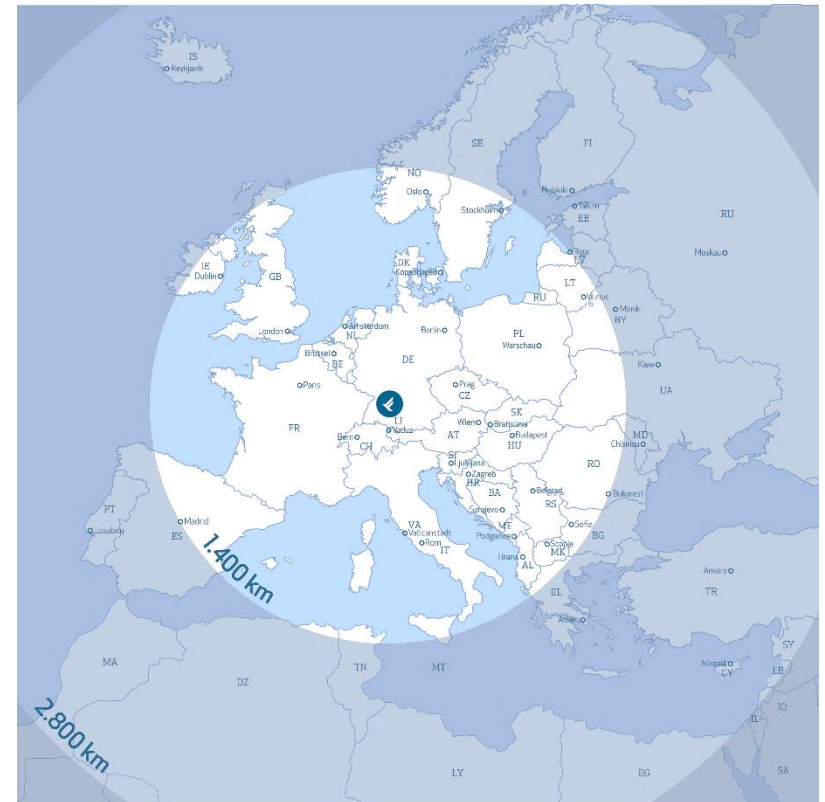 IS
Reykjavik
SE
FI
NO
Oslo
Helsinki
Stockholm
Tallinn
EE
RU
Moskau
Riga
LV
IE
Dublin
GB
DK
Kopenhagen
LT
Vilnius
RU
Minsk
BY
London
Amsterdam
NL
Berlin
PL
Warschau
Brüssel
BE
DE
Kiew
UA
Paris
Prag
CZ
FR
LI
Vaduz
Bern
CH
Wien
AT
SK
Bratislava
Budapest
HU
MD
Chisinau
SI
Ljubljana
Zagreb
HR
RO
BA
Belgrad
RS
Bukarest
Sarajevo
PT
Lissabon
Madrid
ES
VA
Vaticanstadt
Rom
IT
ME
Podgorica
Sofia
BG
Scopje
MK
Tirana
AL
1.400 km
EL
Athen
Ankara
TR
MA
DZ
TN
MT
Nikosia
CY
SY
LB
IL
JO
2.800 km
LY
EG
SA